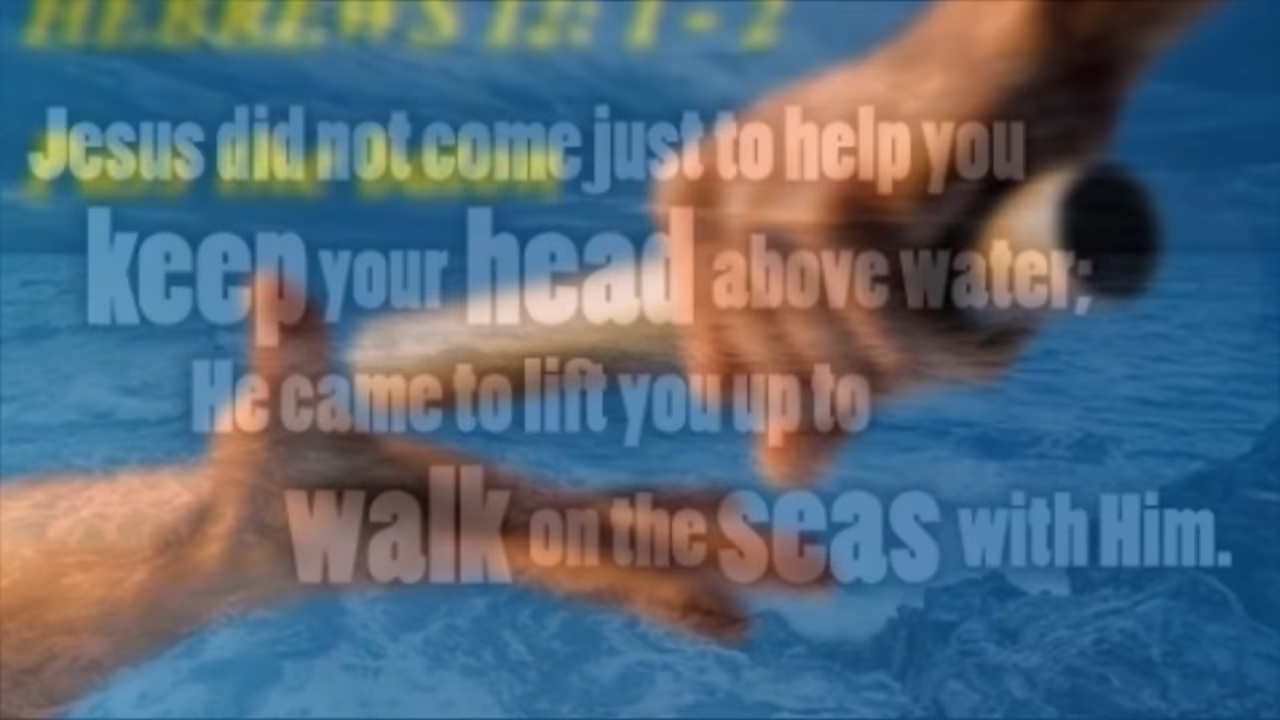 HEBREWS 12: 1 - 2
Jesus did not come just to help you
keep your head above water;
He came to lift you up to
walk on the seas with Him.